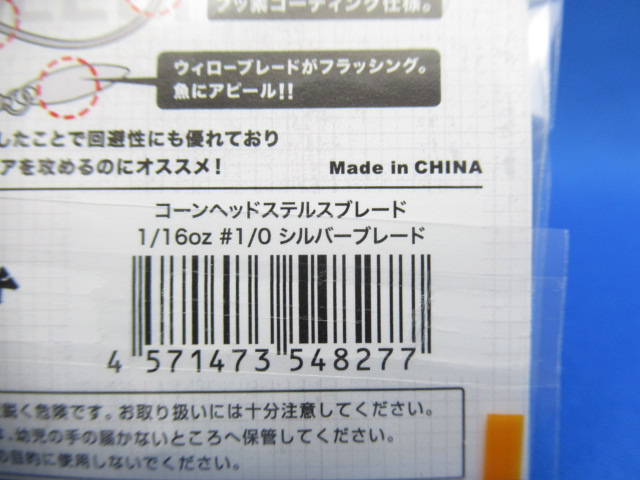 フッ素コーティング仕様。
ウィローブレードがフラッシング。
魚にアピール!!
したことで回避性にも優れており
アを攻めるのにオススメ!
Made in CHINA
コーンヘッドステルスブレード
1/16oz #1/0 シルバーブレード
4 571473 548277
鋭く危険です。お取り扱いには十分注意してください。
、幼児の手の届かないところへ保管してください。
の目的に使用しないでください。